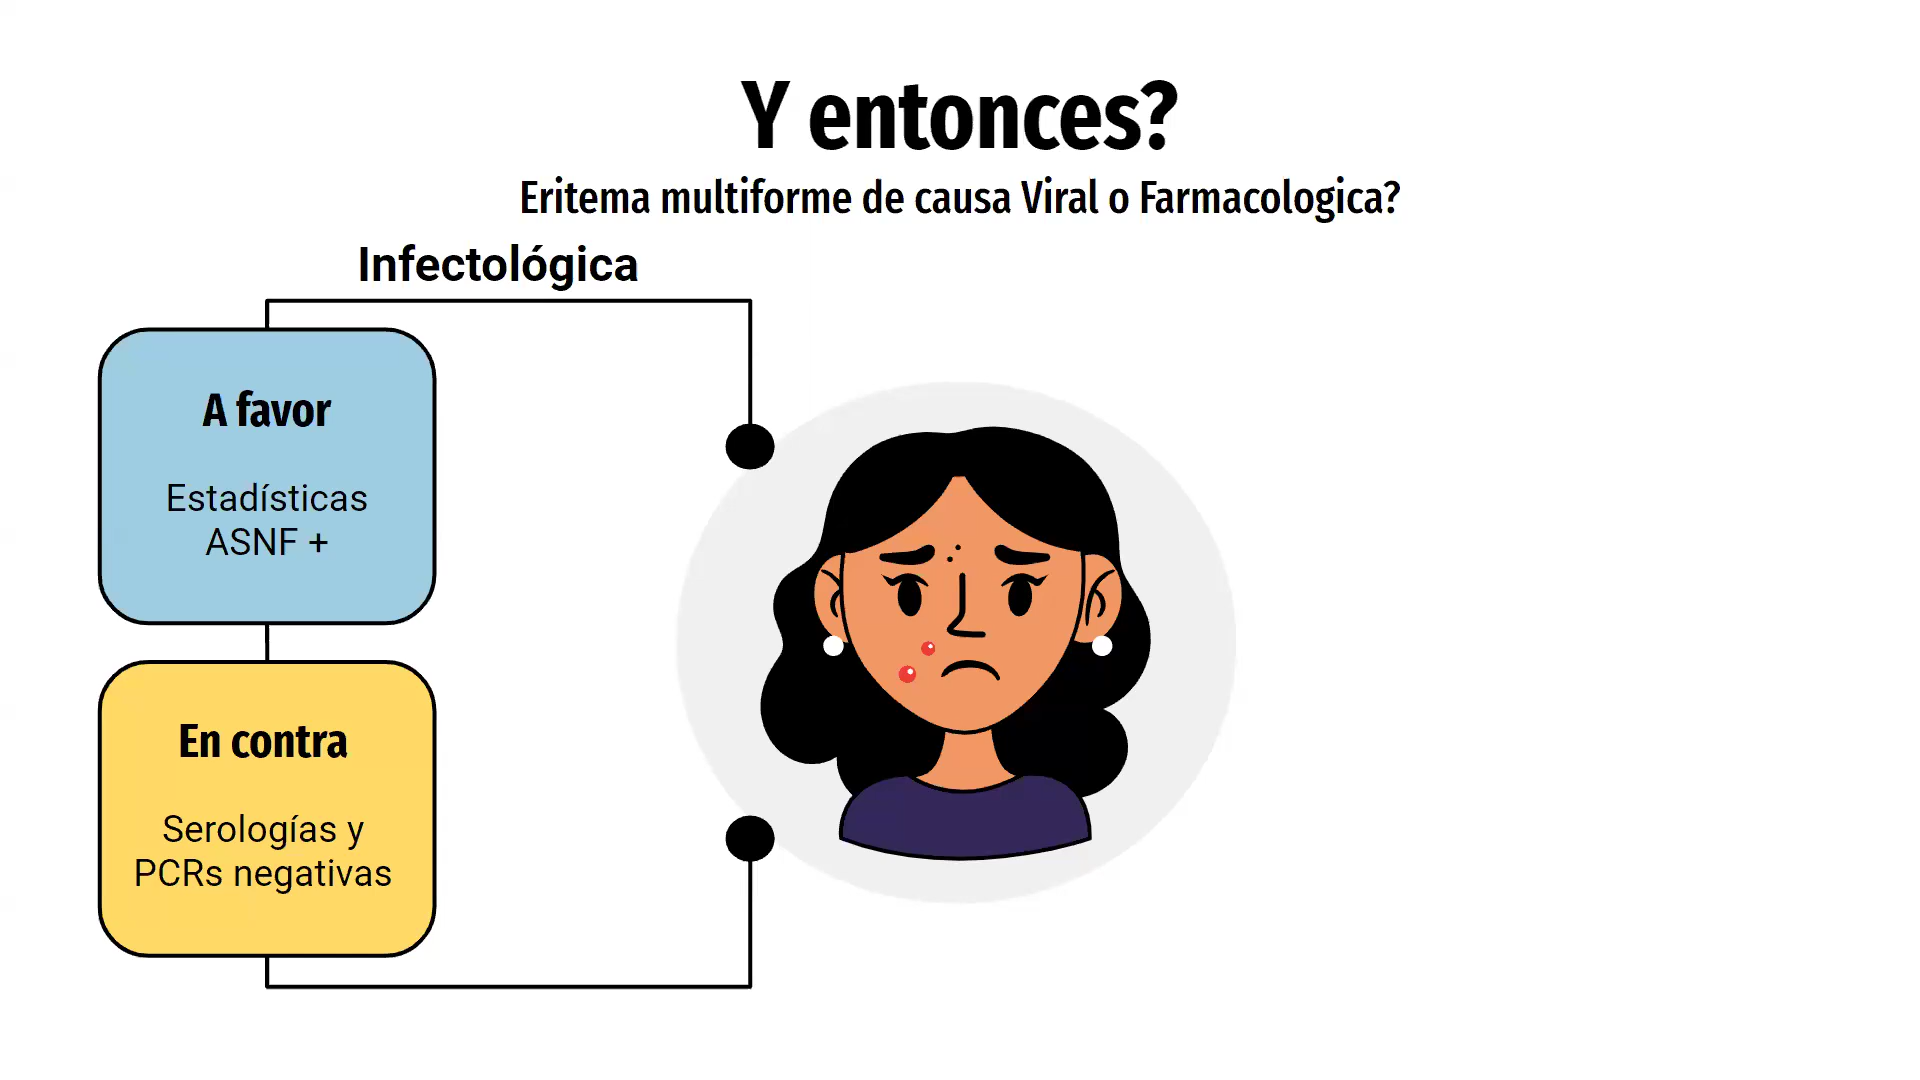 Y entonces?
Eritema multiforme de causa Viral o Farmacologica?
Infectológica
A favor
Estadísticas
ASNF +
En contra
Serologías y
PCRs negativas